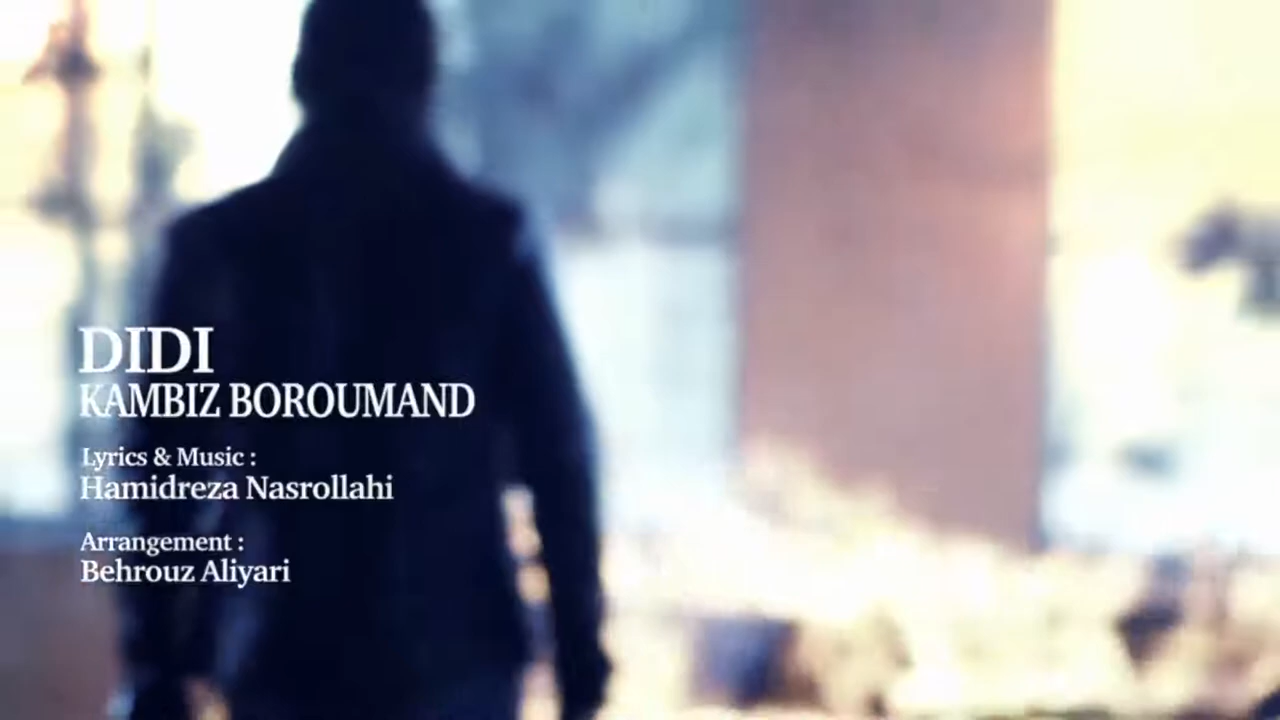 DIDI
KAMBIZ BOROUMAND
Lyrics & Music :
Hamidreza Nasrollahi
Arrangement :
Behrouz Aliyari